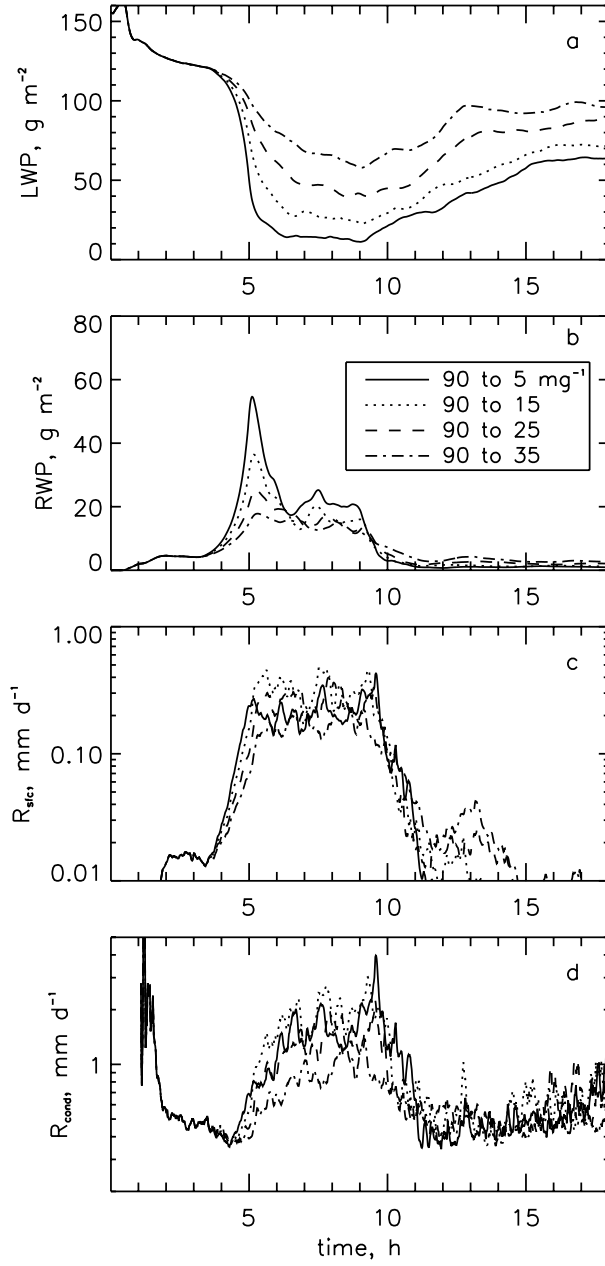 150
100
50
0
LWP, g m⁻²
a
5 10 15
80
60
40
20
0
RWP, g m⁻²
b
90 to 5 mg⁻¹
90 to 15
90 to 25
90 to 35
5 10 15
1.00
0.10
0.01
R_sfc, mm d⁻¹
c
5 10 15
1
R_cond, mm d⁻¹
d
5 10 15
time, h